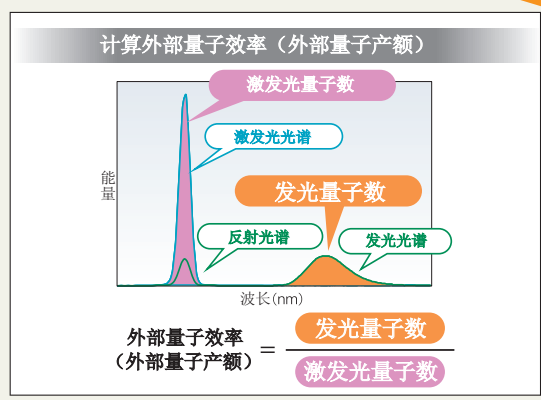 计算外部量子效率（外部量子产额）
激发光量子数
激发光光谱
能量
发光量子数
反射光谱
发光光谱
波长(nm)
外部量子效率
（外部量子产额）
=
发光量子数
激发光量子数